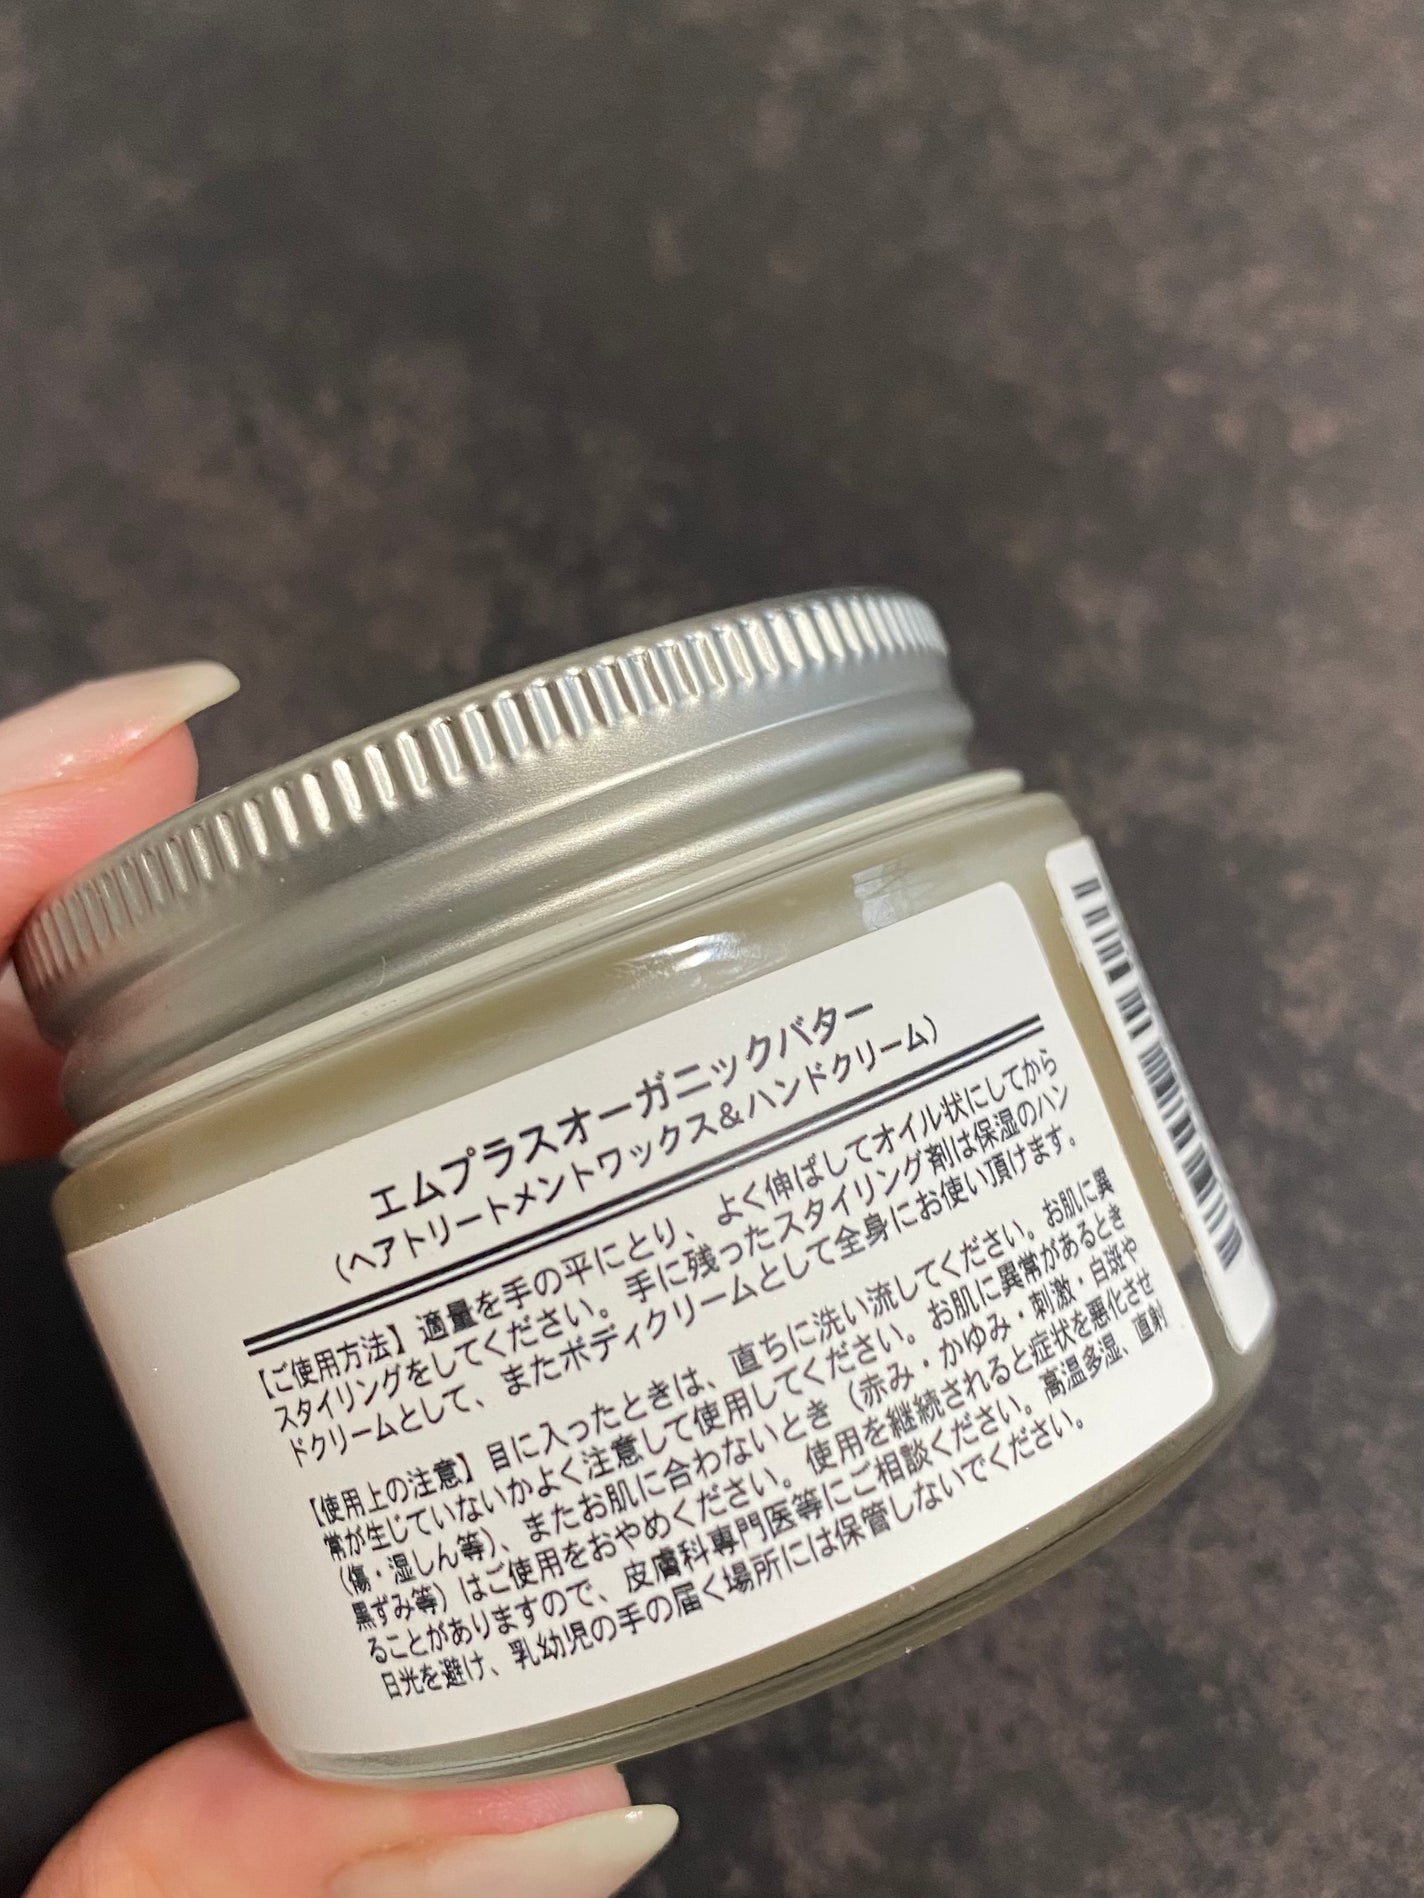 エムプラスオーガニックバター
(ヘアトリートメントワックス&ハンドクリーム)
【ご使用方法】適量を手の平にとり、よく伸ばしてオイル状にしてから
スタイリングをしてください。手に残ったスタイリング剤は保湿のハン
ドクリームとして、またボディクリームとして全身にお使い頂けます。
【使用上の注意】目に入ったときは、直ちに洗い流してください。お肌に異
常が生じていないかよく注意して使用してください。お肌に異常があるとき
(傷・湿しん等)、またお肌に合わないとき(赤み・かゆみ・刺激・白斑や
黒ずみ等)はご使用をおやめください。使用を継続されると症状を悪化させ
ることがありますので、皮膚科専門医等にご相談ください。高温多湿、直射
日光を避け、乳幼児の手の届く場所には保管しないでください。